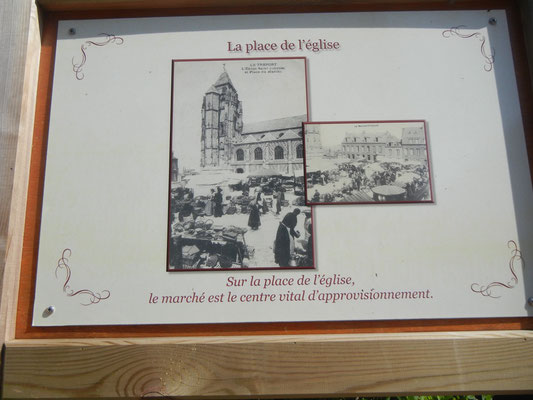 La place de l'église
Sur la place de l'église,
le marché est le centre vital d'approvisionnement.